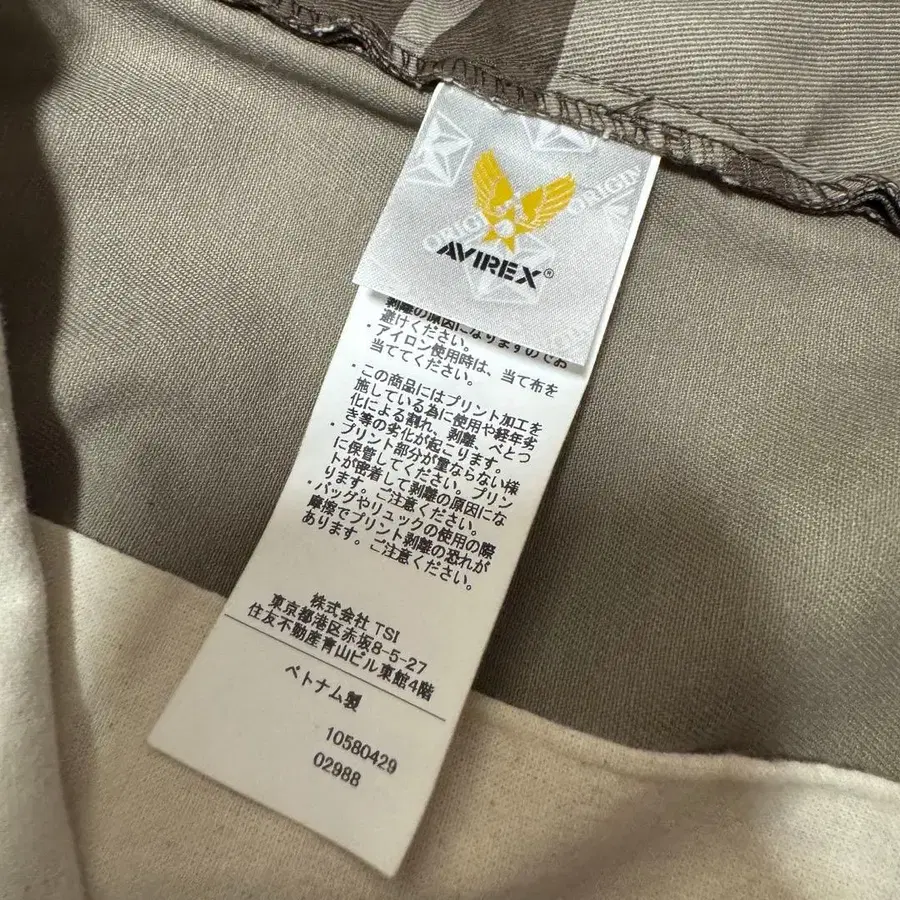 ORIGIN
ORIGIN
AVIREX®
剥離の原因になりますのでお
避けください。
・アイロン使用時は、当て布を
当ててください。
・この商品にはプリント加工を
施している為に使用や経年劣
化による割れ、剥離、べとつ
き等の劣化が起こります。
・プリント部分が重ならない様
に保管してください。プリン
トが密着して剥離の原因にな
ります。ご注意ください。
・バッグやリュックの使用の際
摩擦でプリント剥離の恐れが
あります。ご注意ください。
株式会社 TSI
東京都港区赤坂8-5-27
住友不動産青山ビル東館4階
ベトナム製
10580429
02988